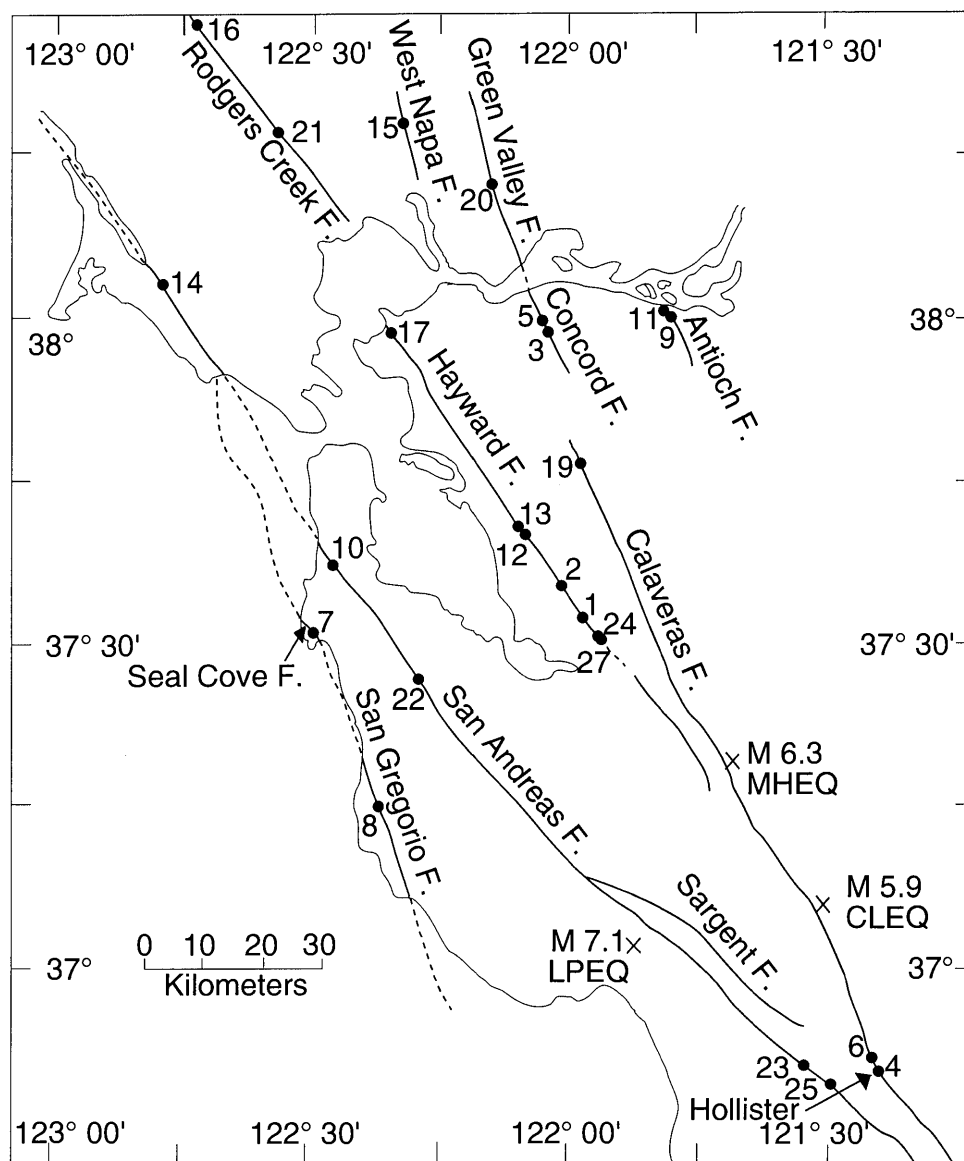 16
123° 00'
122° 30'
122° 00'
121° 30'
Rodgers Creek F.
West Napa F.
Green Valley F.
21
15
20
14
38°
38°
17
5
3
Concord F.
11
9
Antioch F.
Hayward F.
19
13
12
10
2
Calaveras F.
1
24
27
7
37° 30'
37° 30'
Seal Cove F.
22
San Gregorio F.
San Andreas F.
M 6.3
MHEQ
8
M 5.9
CLEQ
Sargent F.
M 7.1
LPEQ
0 10 20 30
Kilometers
37°
37°
6
4
23
25
Hollister
123° 00'
122° 30'
122° 00'
121° 30'